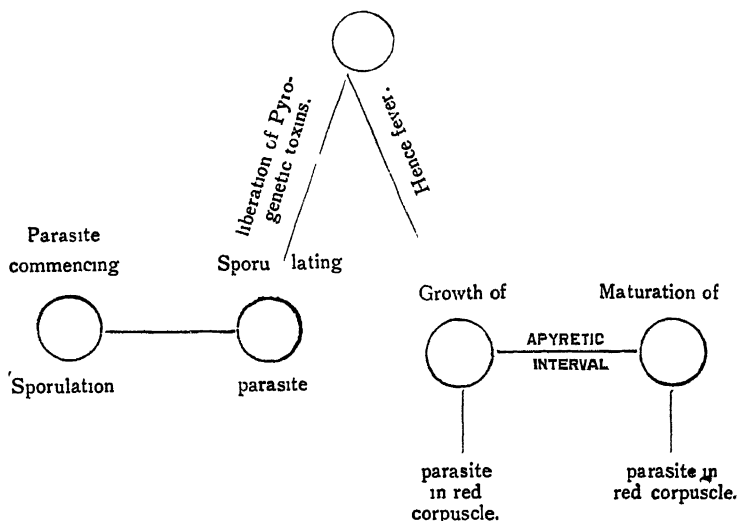 liberation of Pyro-
genetic toxins.
Hence fever.
Parasite
commencing
Sporulation
Sporu lating
parasite
Growth of
parasite
in red
corpuscle.
APYRETIC
INTERVAL
Maturation of
parasite in
red corpuscle.